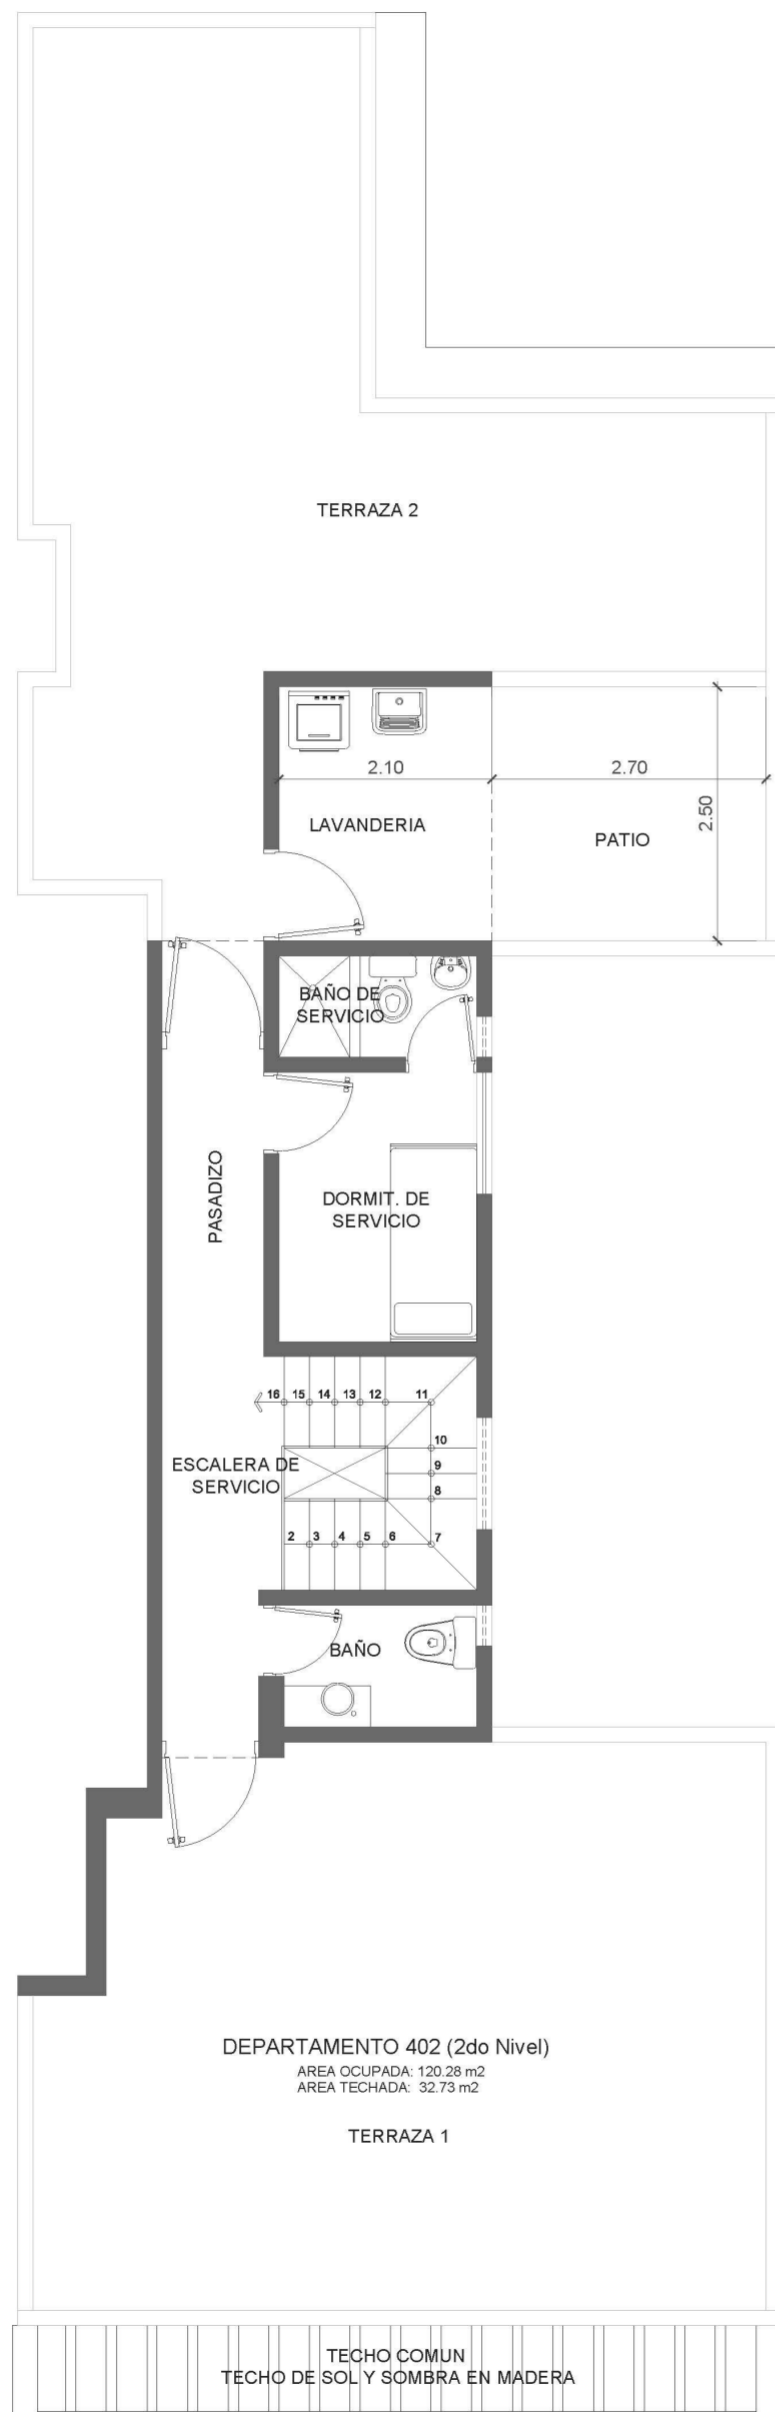 TERRAZA 2
2.10
2.70
2.50
LAVANDERIA
PATIO
BAÑO DE
SERVICIO
PASADIZO
DORMIT. DE
SERVICIO
16 15 14 13 12 11
10
9
8
ESCALERA DE
SERVICIO
2 3 4 5 6 7
BAÑO
DEPARTAMENTO 402 (2do Nivel)
AREA OCUPADA: 120.28 m2
AREA TECHADA: 32.73 m2
TERRAZA 1
TECHO COMUN
TECHO DE SOL Y SOMBRA EN MADERA